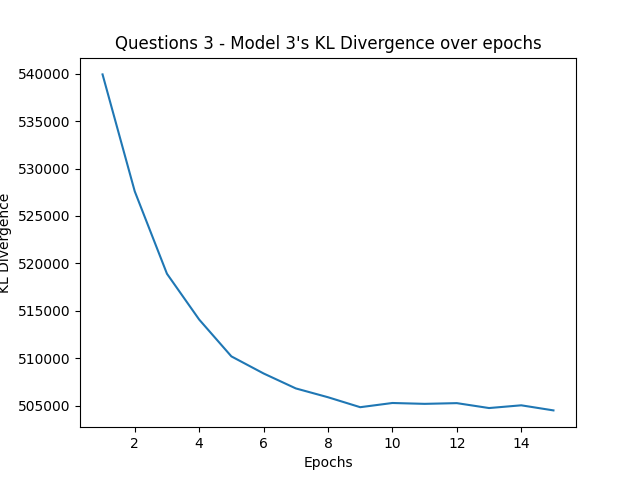 Questions 3 - Model 3's KL Divergence over epochs
540000
535000
530000
525000
520000
515000
510000
505000
KL Divergence
2 4 6 8 10 12 14
Epochs